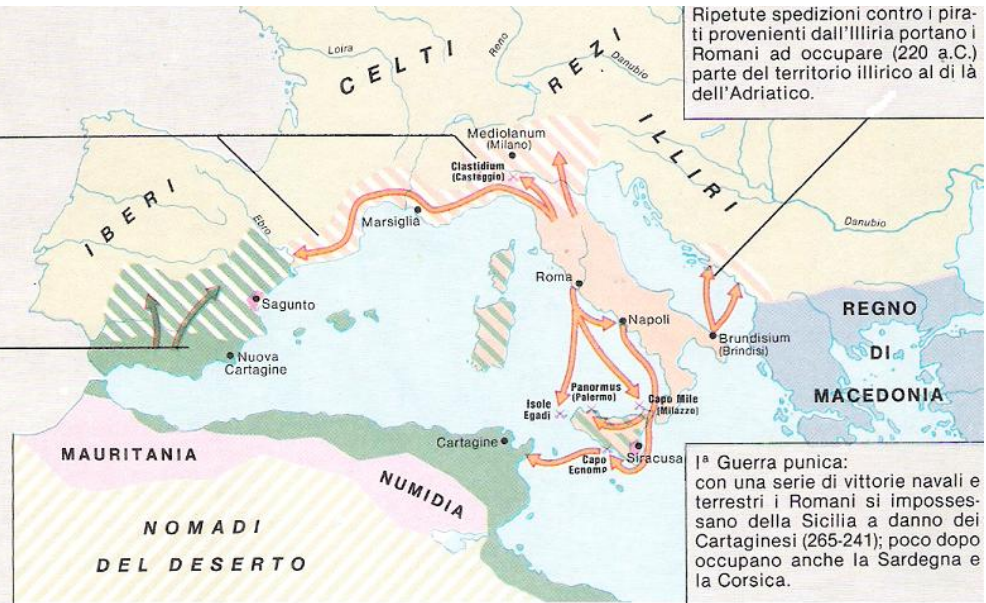 Ripetute spedizioni contro i pira-
ti provenienti dall'Illiria portano i
Romani ad occupare (220 a.C.)
parte del territorio illirico al di là
dell'Adriatico.
Loira
CELTI
Reno
REZI
Danubio
ILLIRI
Mediolanum
(Milano)
Clastidium
(Casteggio)
IBERI
Ebro
Marsiglia
Danubio
Sagunto
Roma
Napoli
REGNO
DI
MACEDONIA
Brundisium
(Brindisi)
Nuova
Cartagine
Isole
Egadi
Panormus
(Palermo)
Capo Mile
(Milazzo)
Cartagine
Siracusa
Capo
Ecnomo
MAURITANIA
NUMIDIA
NOMADI
DEL DESERTO
Iª Guerra punica:
con una serie di vittorie navali e
terrestri i Romani si imposses-
sano della Sicilia a danno dei
Cartaginesi (265-241); poco dopo
occupano anche la Sardegna e
la Corsica.